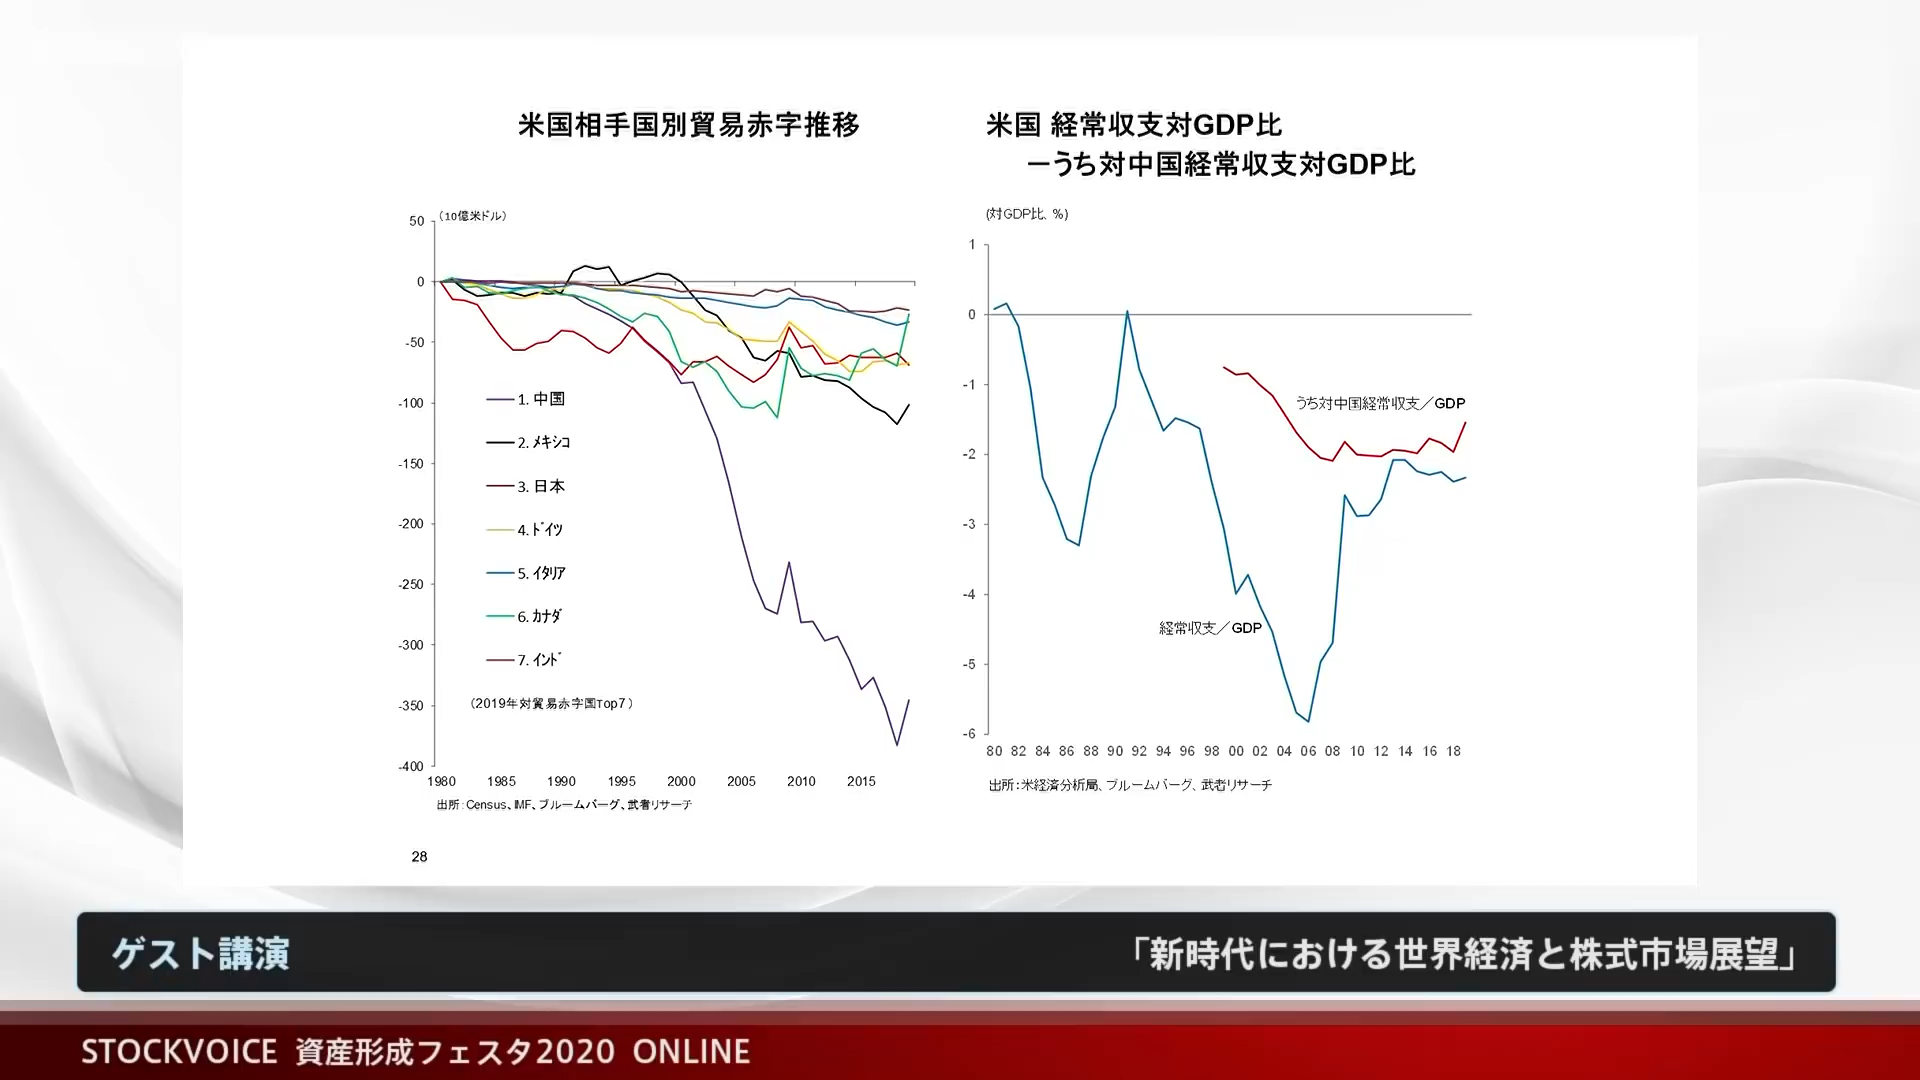 米国相手国別貿易赤字推移
(10億米ドル)
50
0
-50
-100
-150
-200
-250
-300
-350
-400
1. 中国
2. メキシコ
3. 日本
4. ドイツ
5. イタリア
6. カナダ
7. インド
(2019年対貿易赤字国Top7)
1980 1985 1990 1995 2000 2005 2010 2015
出所:Census、IMF、ブルームバーグ、武者リサーチ
28
米国 経常収支対GDP比
ーうち対中国経常収支対GDP比
(対GDP比、%)
1
0
-1
-2
-3
-4
-5
-6
うち対中国経常収支/GDP
経常収支/GDP
80 82 84 86 88 90 92 94 96 98 00 02 04 06 08 10 12 14 16 18
出所:米経済分析局、ブルームバーグ、武者リサーチ
ゲスト講演
「新時代における世界経済と株式市場展望」
STOCKVOICE 資産形成フェスタ2020 ONLINE